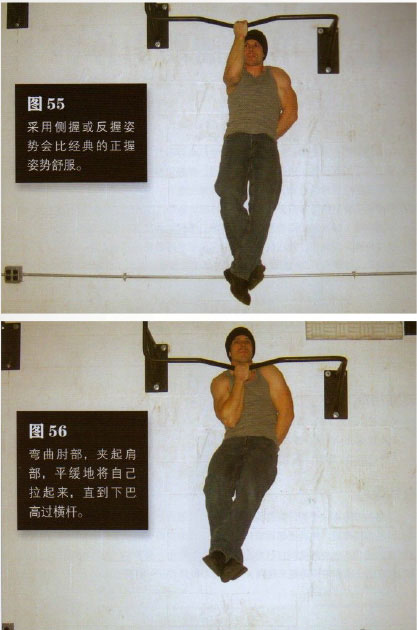 图 55
采用侧握或反握姿
势会比经典的正握
姿势舒服。
图 56
弯曲肘部，夹起肩
部，平缓地将自己
拉起来，直到下巴
高过横杆。